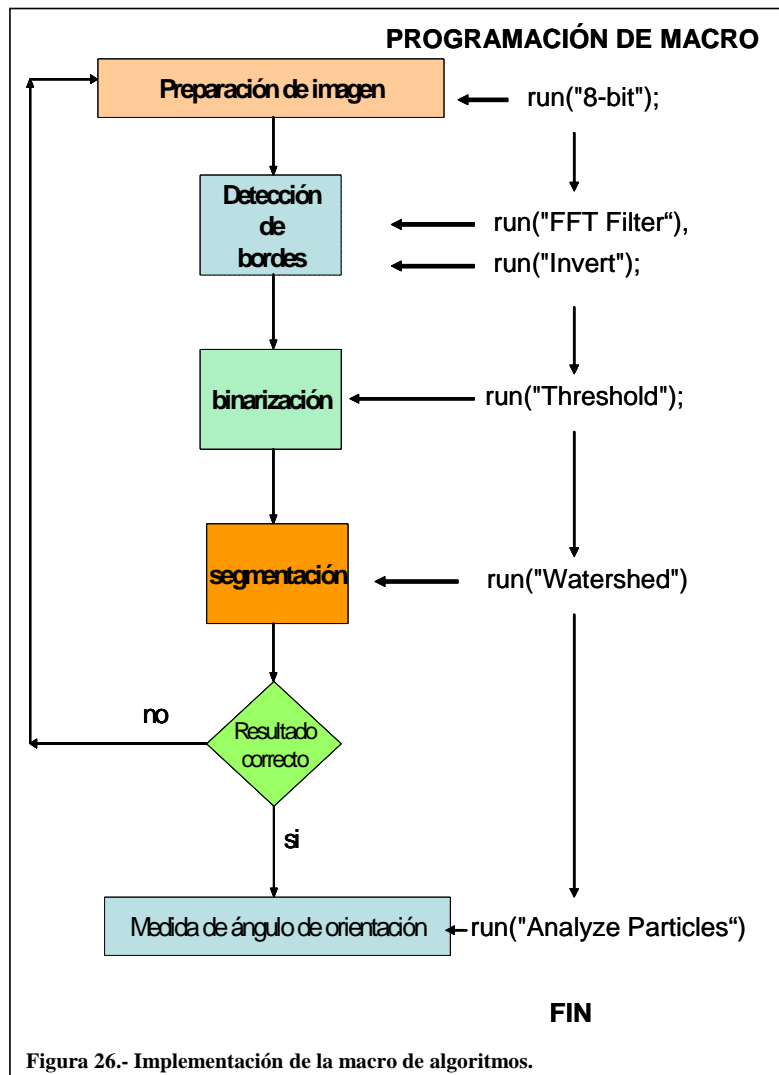 PROGRAMACIÓN DE MACRO
Preparación de imagen
run("8-bit");
Detección
de
bordes
run("FFT Filter“),
run("Invert");
binarización
run("Threshold");
segmentación
run("Watershed")
no
Resultado
correcto
si
Medida de ángulo de orientación
run("Analyze Particles“)
FIN
Figura 26.- Implementación de la macro de algoritmos.